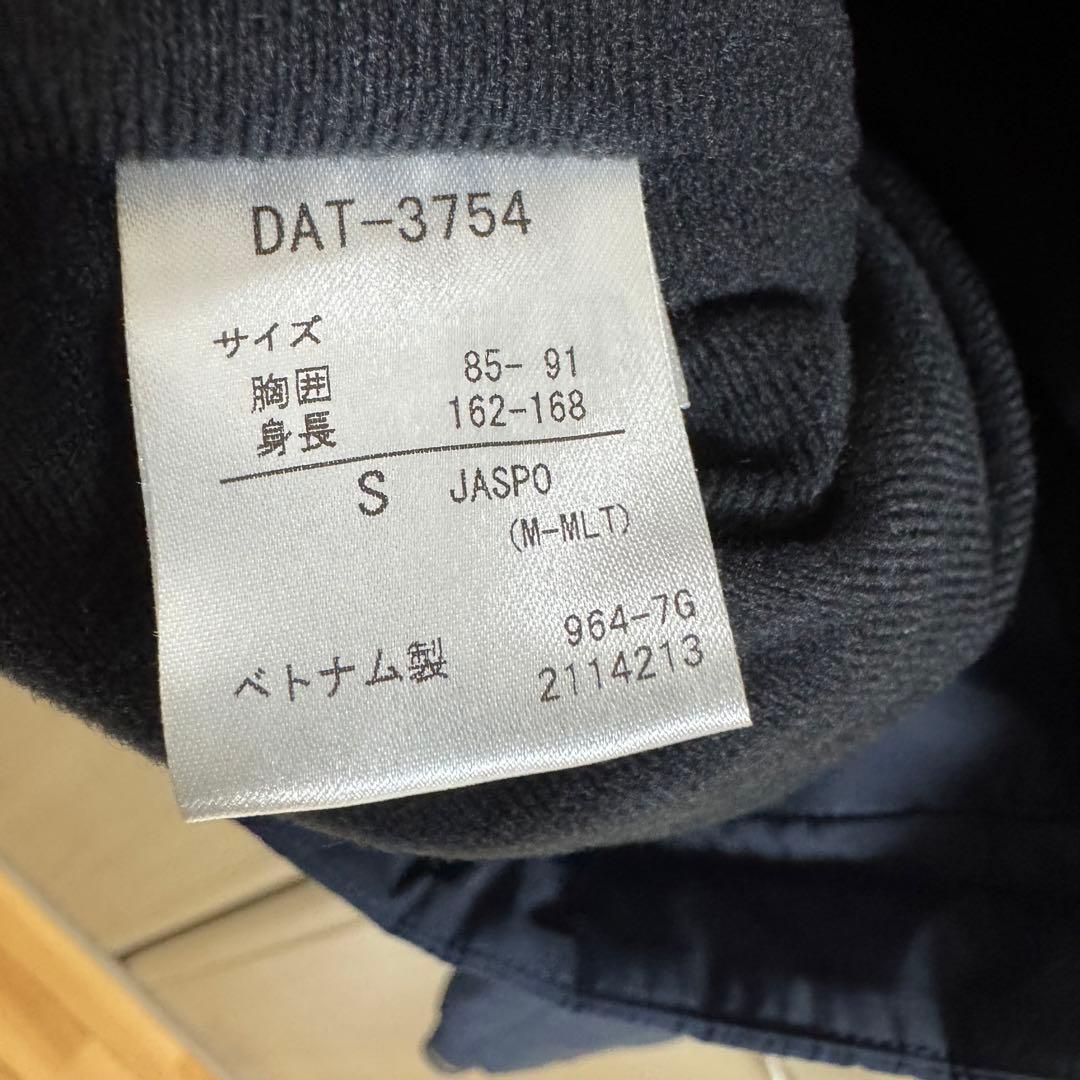 DAT-3754
サイズ
胸囲 85- 91
身長 162-168
S JASPO
(M-MLT)
964-7G
ベトナム製 2114213